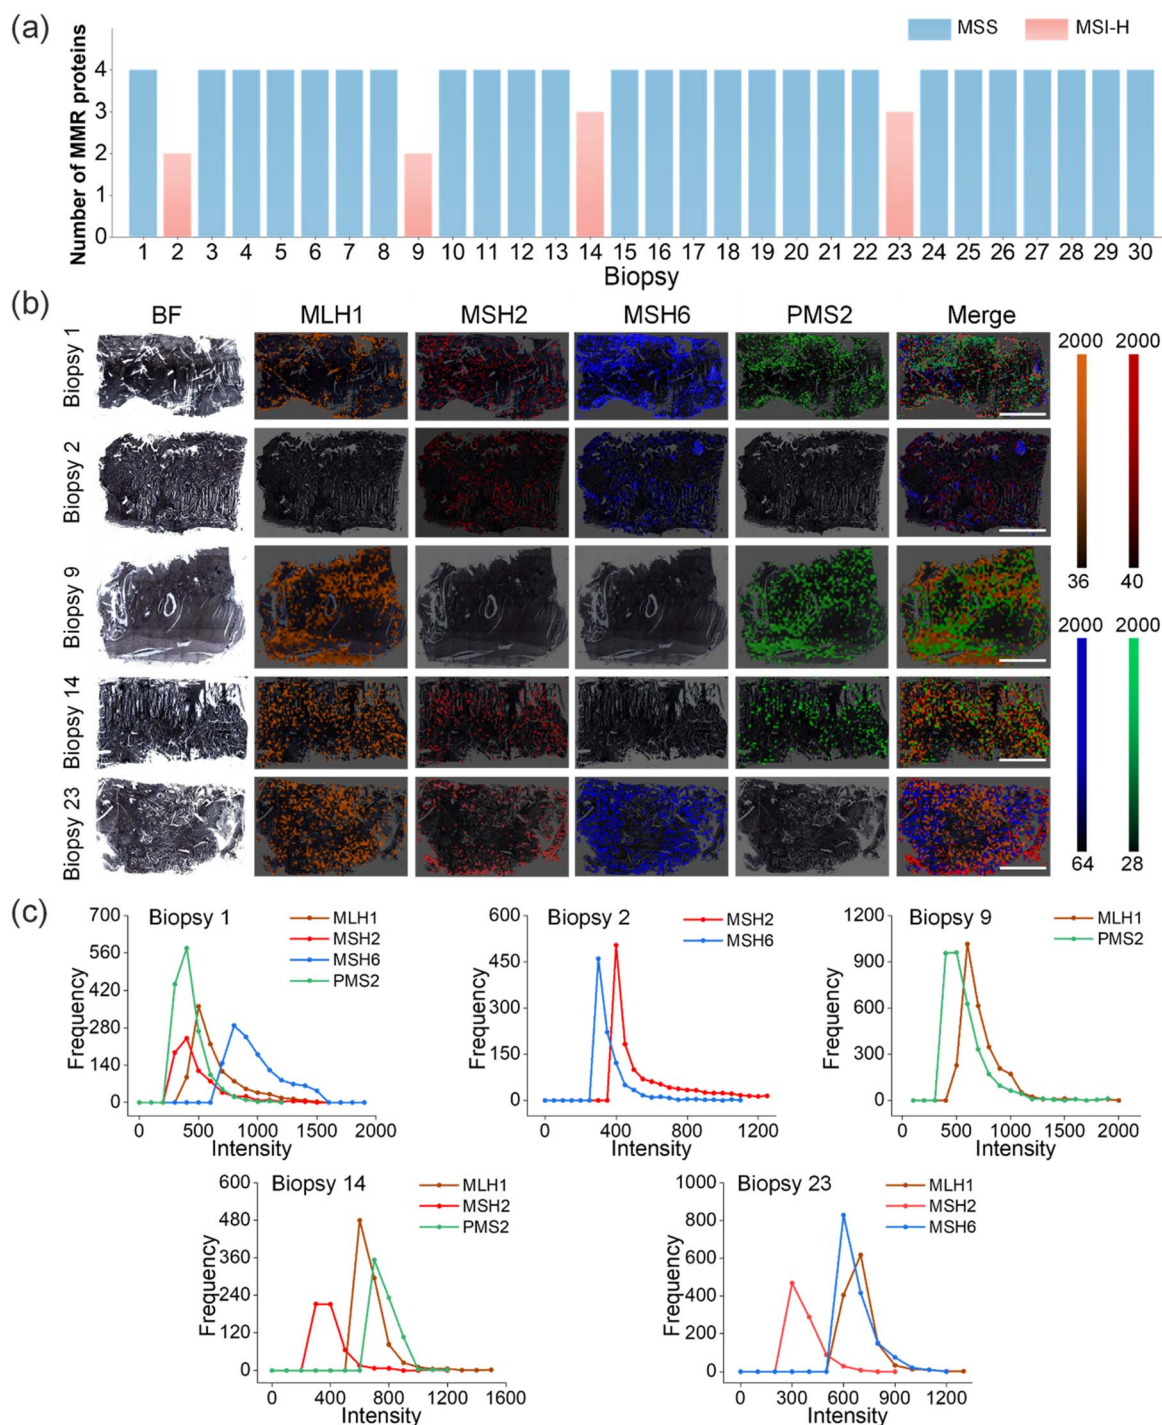 (a)
MSS MSI-H
Number of MMR proteins
4
3
2
1
0
1 2 3 4 5 6 7 8 9 10 11 12 13 14 15 16 17 18 19 20 21 22 23 24 25 26 27 28 29 30
Biopsy
(b)
BF MLH1 MSH2 MSH6 PMS2 Merge
Biopsy 1
Biopsy 2
Biopsy 9
Biopsy 14
Biopsy 23
2000 2000
36 40
2000 2000
64 28
(c)
Biopsy 1
MLH1
MSH2
MSH6
PMS2
Frequency
700
560
420
280
140
0
0 500 1000 1500 2000
Intensity
Biopsy 2
MSH2
MSH6
Frequency
600
450
300
150
0
0 400 800 1200
Intensity
Biopsy 9
MLH1
PMS2
Frequency
1200
900
600
300
0
0 500 1000 1500 2000
Intensity
Biopsy 14
MLH1
MSH2
PMS2
Frequency
600
480
360
240
120
0
0 400 800 1200 1600
Intensity
Biopsy 23
MLH1
MSH2
MSH6
Frequency
1000
800
600
400
200
0
0 300 600 900 1200
Intensity